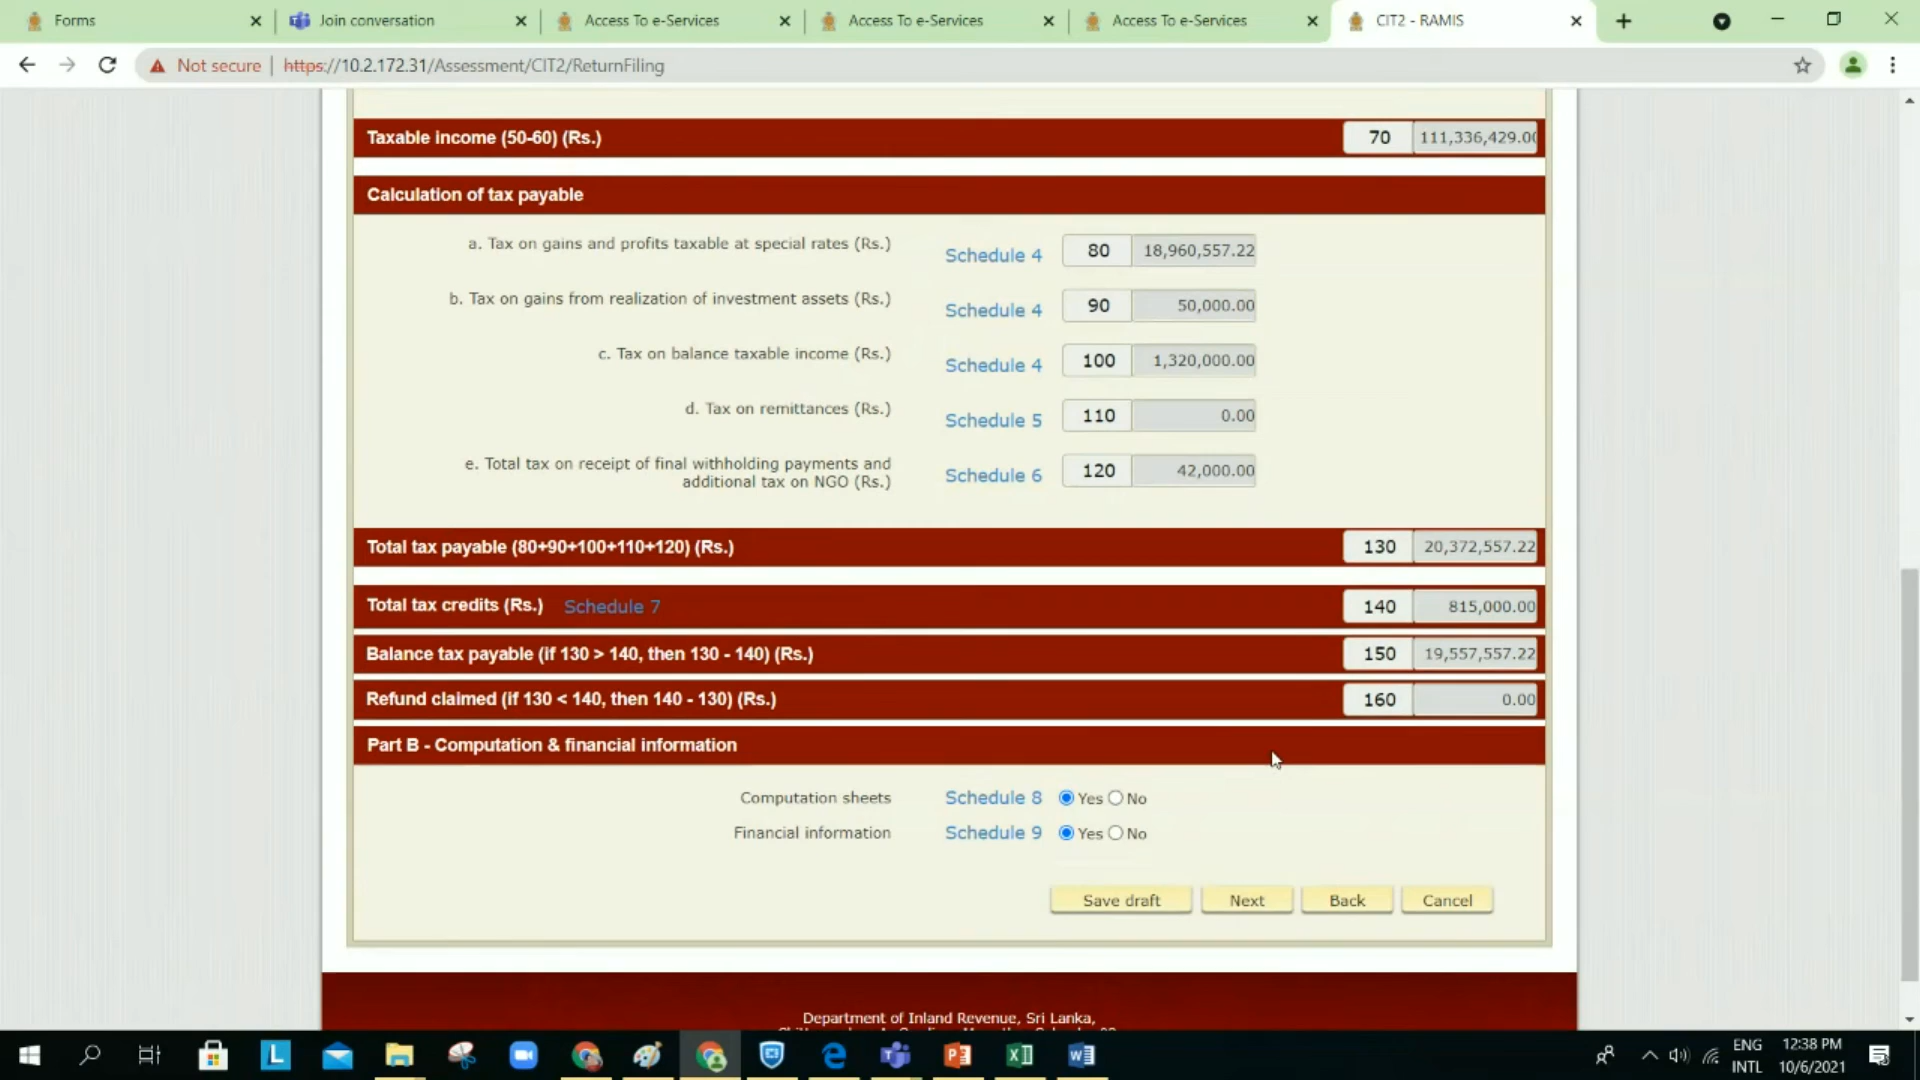 Forms
Join conversation
Access To e-Services
Access To e-Services
Access To e-Services
CIT2 - RAMIS
Not secure
https://10.2.172.31/Assessment/CIT2/ReturnFiling
Taxable income (50-60) (Rs.) 70 111,336,429.00
Calculation of tax payable
a. Tax on gains and profits taxable at special rates (Rs.) Schedule 4 80 18,960,557.22
b. Tax on gains from realization of investment assets (Rs.) Schedule 4 90 50,000.00
c. Tax on balance taxable income (Rs.) Schedule 4 100 1,320,000.00
d. Tax on remittances (Rs.) Schedule 5 110 0.00
e. Total tax on receipt of final withholding payments and
additional tax on NGO (Rs.) Schedule 6 120 42,000.00
Total tax payable (80+90+100+110+120) (Rs.) 130 20,372,557.22
Total tax credits (Rs.) Schedule 7 140 815,000.00
Balance tax payable (if 130 > 140, then 130 - 140) (Rs.) 150 19,557,557.22
Refund claimed (if 130 < 140, then 140 - 130) (Rs.) 160 0.00
Part B - Computation & financial information
Computation sheets Schedule 8 Yes No
Financial information Schedule 9 Yes No
Save draft Next Back Cancel
Department of Inland Revenue, Sri Lanka,
ENG
INTL
12:38 PM
10/6/2021